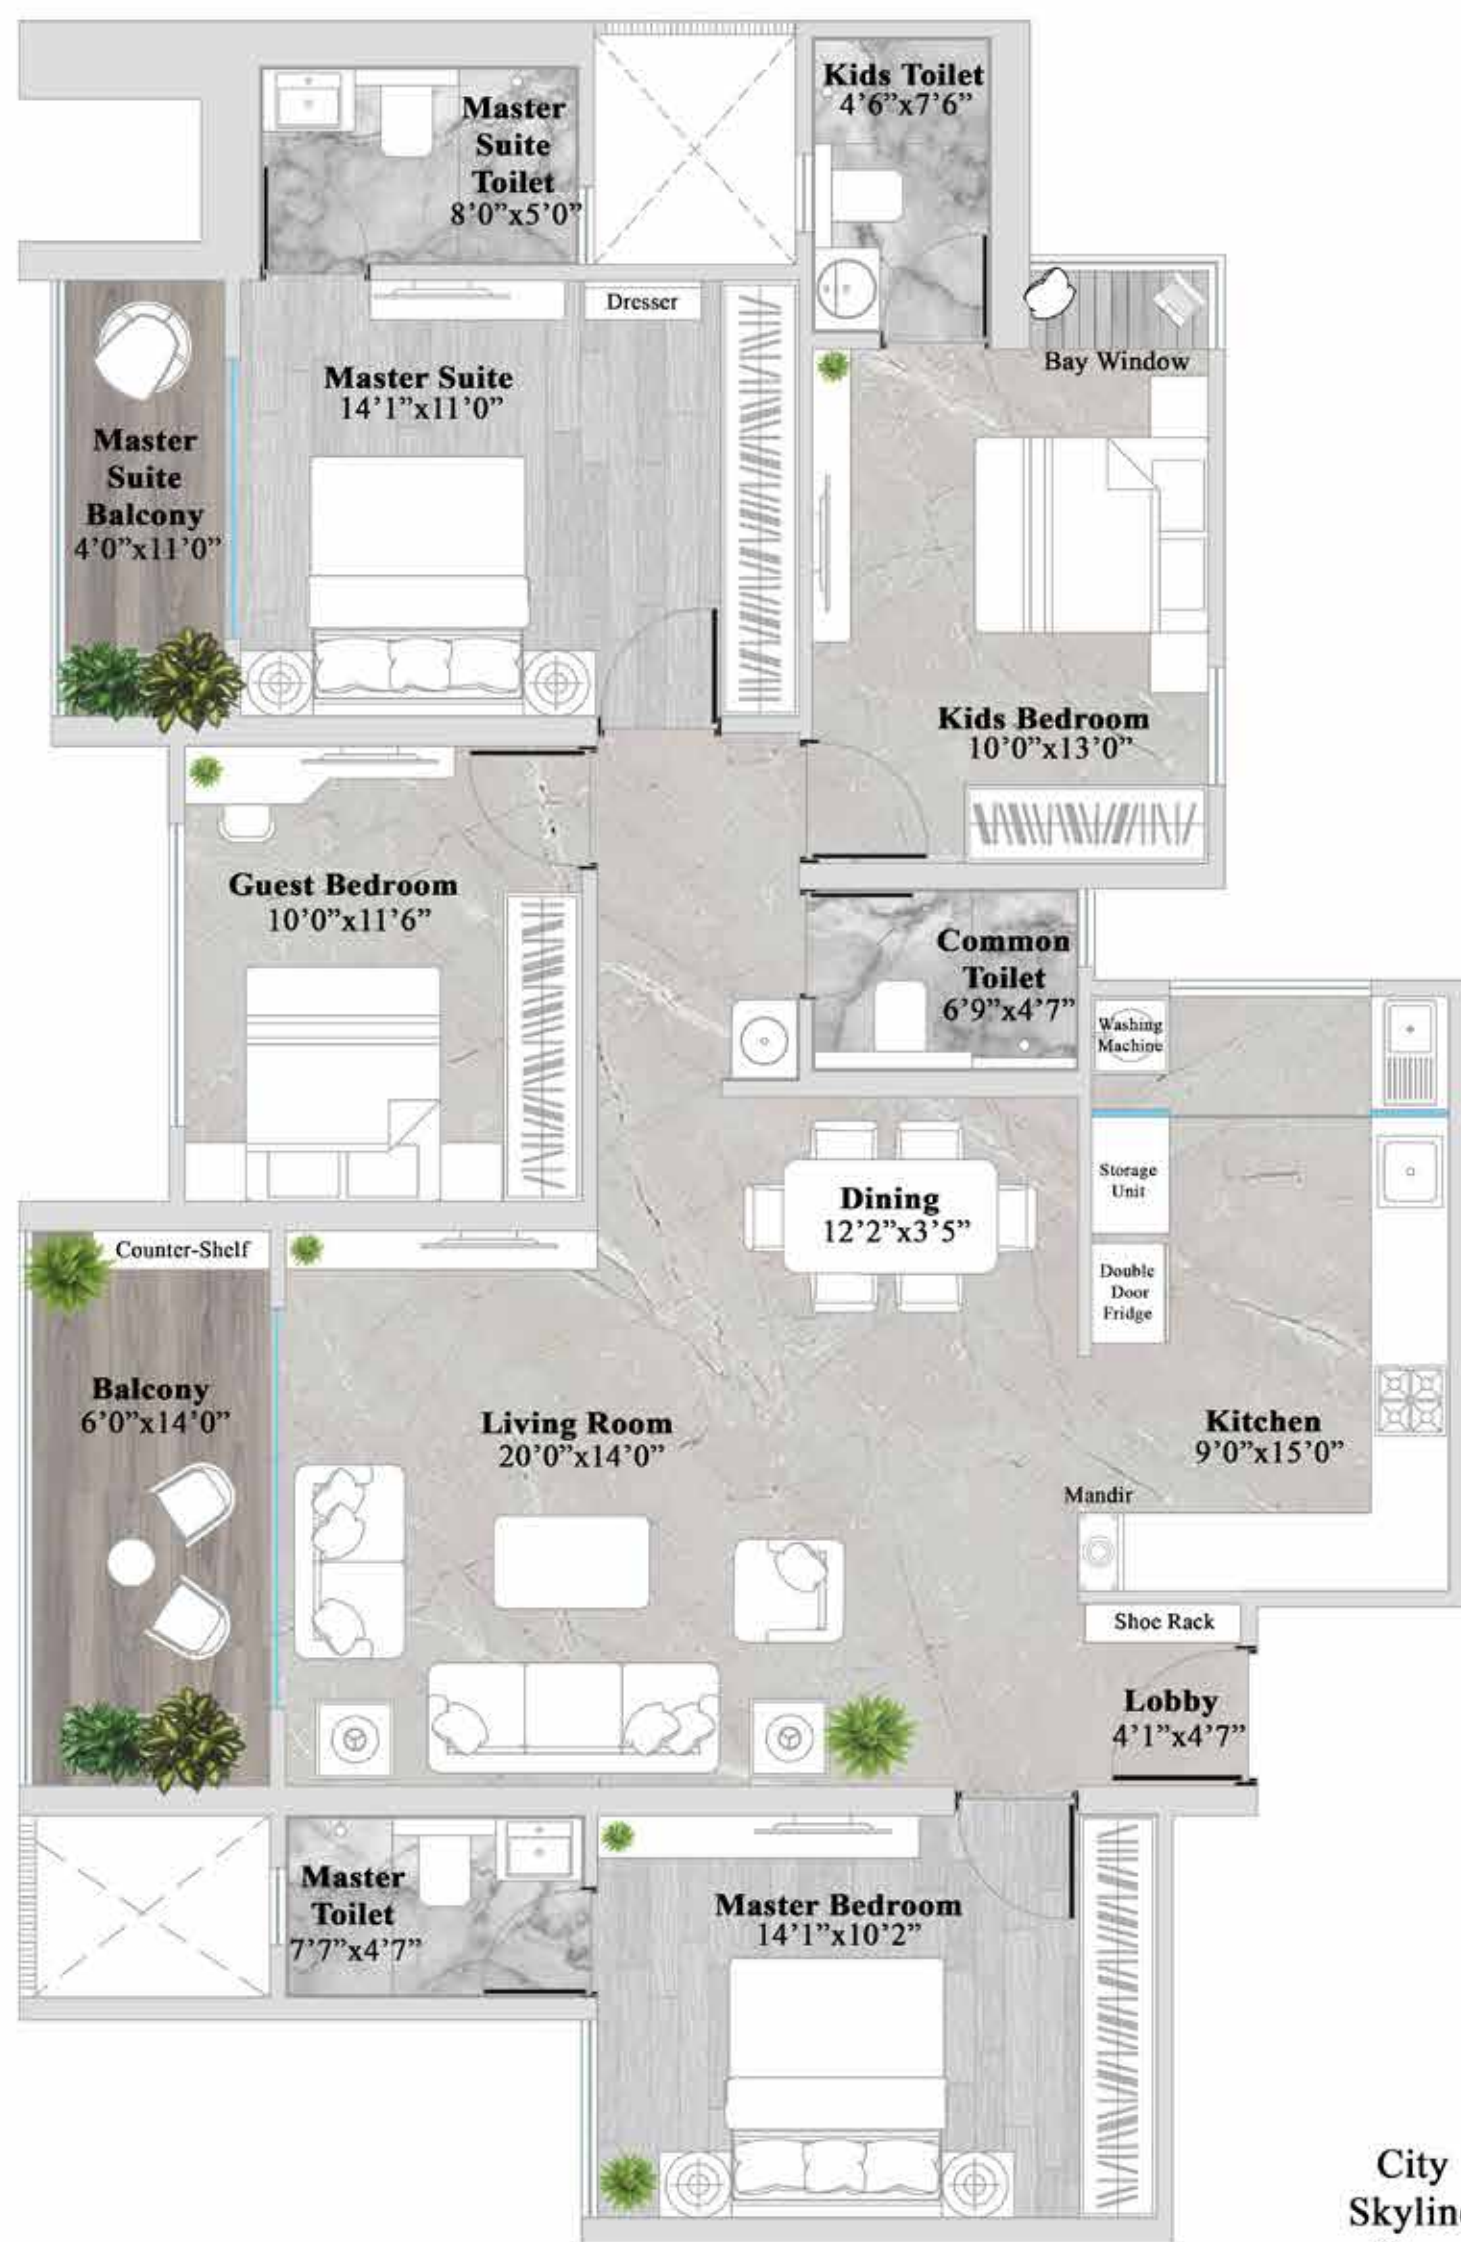 Kids Toilet
4’6”x7’6”
Master
Suite
Toilet
8’0”x5’0”
Dresser
Bay Window
Master Suite
14’1”x11’0”
Master
Suite
Balcony
4’0”x11’0”
Kids Bedroom
10’0”x13’0”
Guest Bedroom
10’0”x11’6”
Common
Toilet
6’9”x4’7”
Washing
Machine
Storage
Unit
Dining
12’2”x3’5”
Counter-Shelf
Double
Door
Fridge
Balcony
6’0”x14’0”
Living Room
20’0”x14’0”
Kitchen
9’0”x15’0”
Mandir
Shoe Rack
Lobby
4’1”x4’7”
Master
Toilet
7’7”x4’7”
Master Bedroom
14’1”x10’2”
City
Skylin